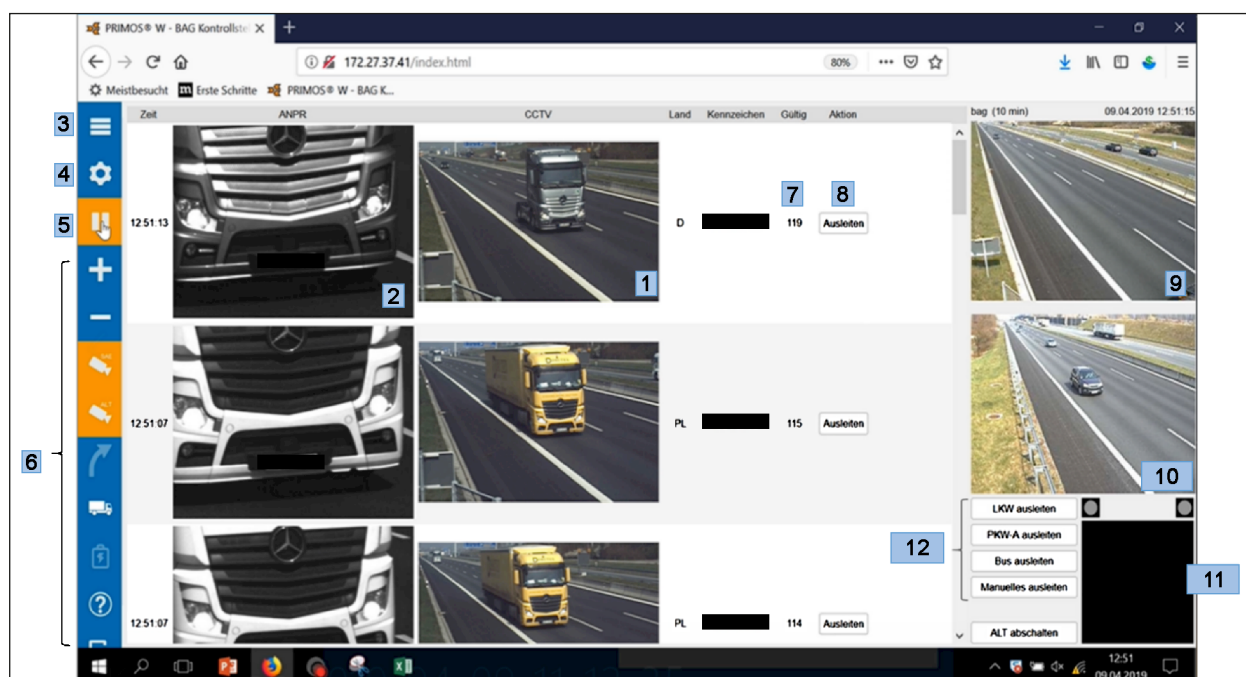 PRIMOS® W - BAG Kontrollstel
172.27.37.41/index.html
80%
Meistbesucht
Erste Schritte
PRIMOS® W - BAG K...
Zeit
ANPR
CCTV
Land
Kennzeichen
Gültig
Aktion
bag (10 min)
09.04.2019 12:51:15
3
4
5
6
SAE
ALT
12:51:13
2
1
D
7
119
8
Ausleiten
12:51:07
PL
115
Ausleiten
12:51:07
PL
114
Ausleiten
9
10
12
LKW ausleiten
PKW-A ausleiten
Bus ausleiten
Manuelles ausleiten
ALT abschalten
11
12:51
09.04.2019